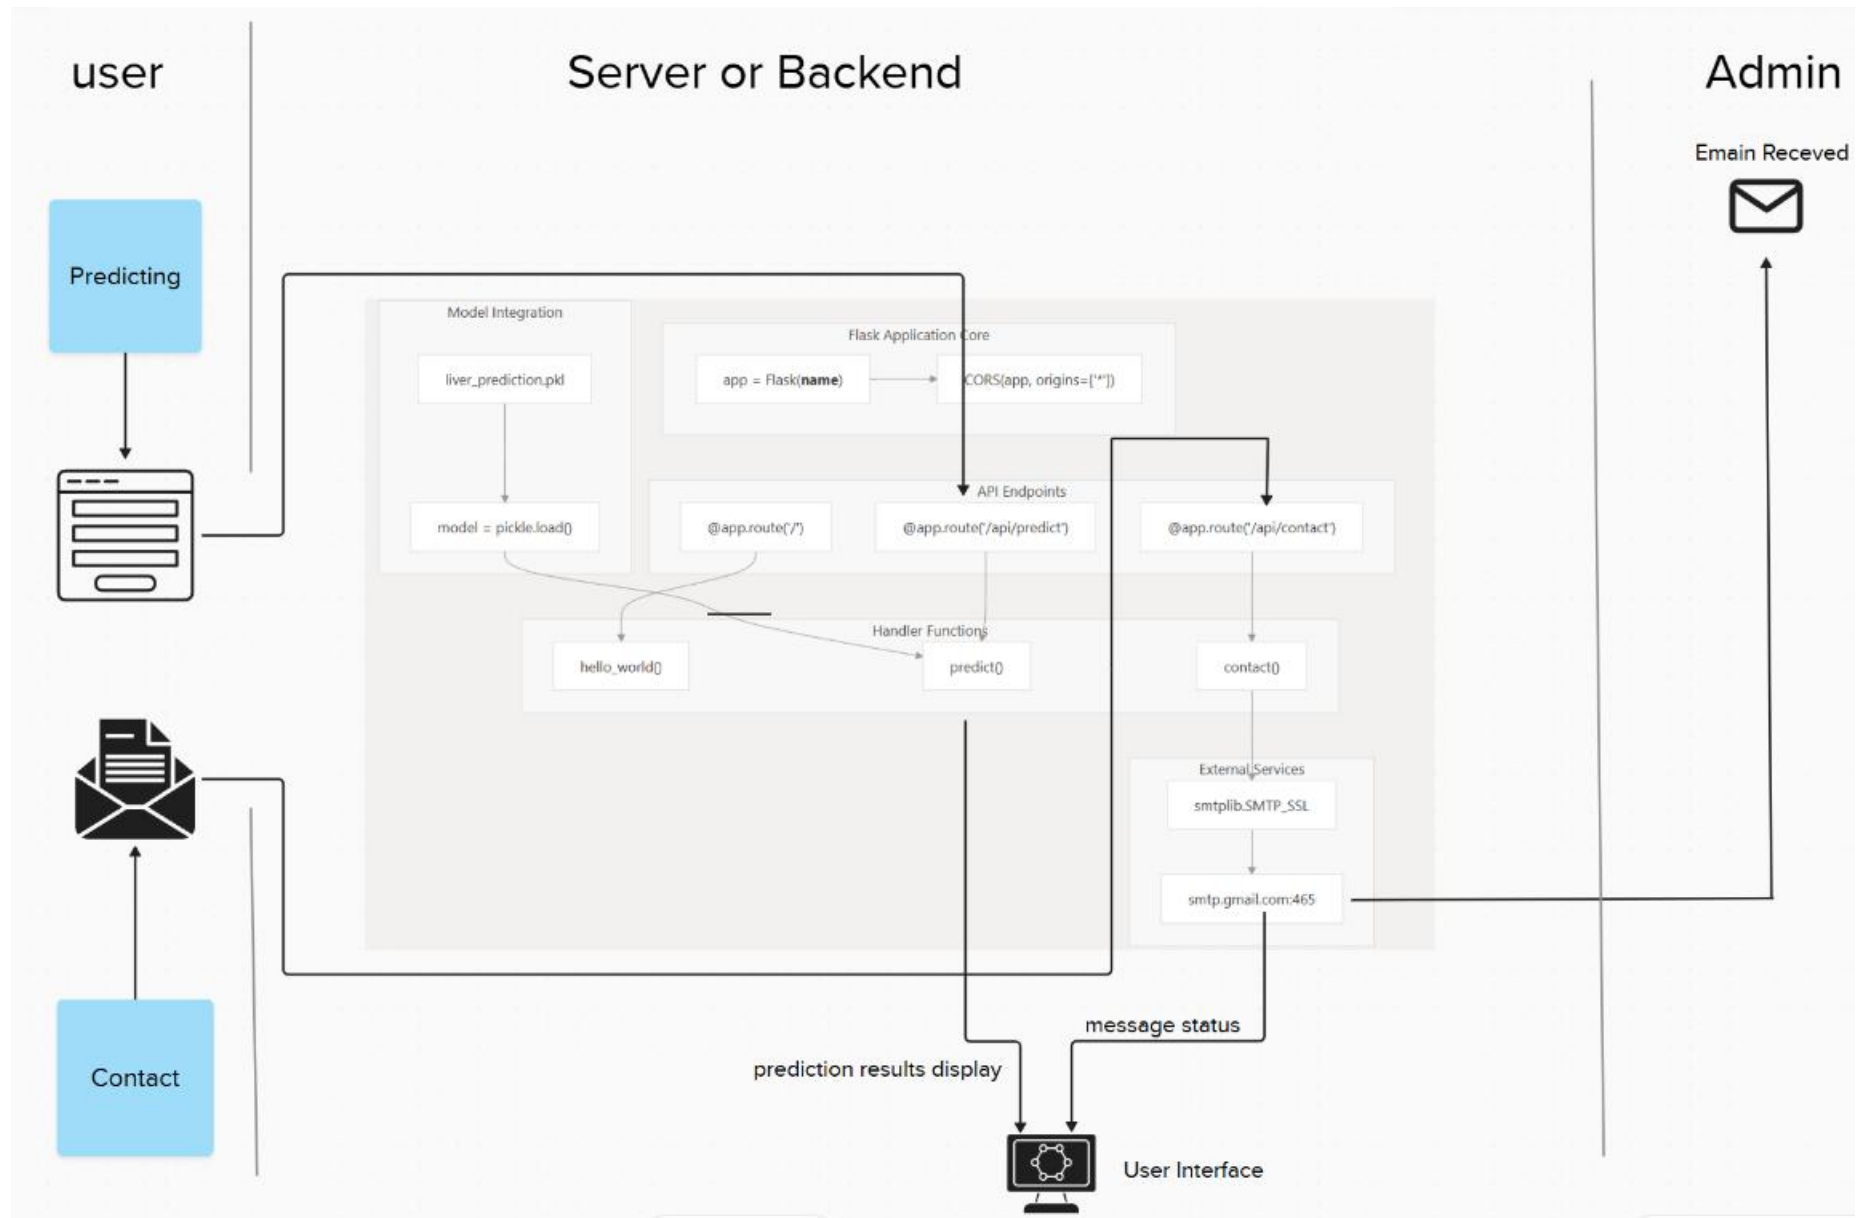 user
Server or Backend
Admin
Emain Receved
Predicting
Model Integration
Flask Application Core
liver_prediction.pkl
app = Flask(name)
CORS(app, origins=["*"])
API Endpoints
model = pickle.load()
@app.route('/')
@app.route('/api/predict')
@app.route('/api/contact')
Handler Functions
hello_world()
predict()
contact()
External Services
smtplib.SMTP_SSL
smtp.gmail.com:465
message status
prediction results display
Contact
User Interface